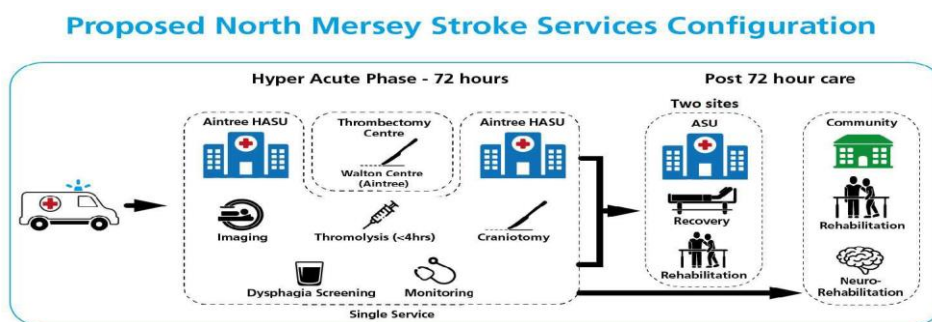 Proposed North Mersey Stroke Services Configuration
Hyper Acute Phase - 72 hours
Post 72 hour care
Two sites
Aintree HASU
Thrombectomy
Centre
Walton Centre
(Aintree)
Aintree HASU
ASU
Community
Imaging
Thromolysis (<4hrs)
Craniotomy
Recovery
Rehabilitation
Dysphagia Screening
Monitoring
Rehabilitation
Neuro-
Rehabilitation
Single Service